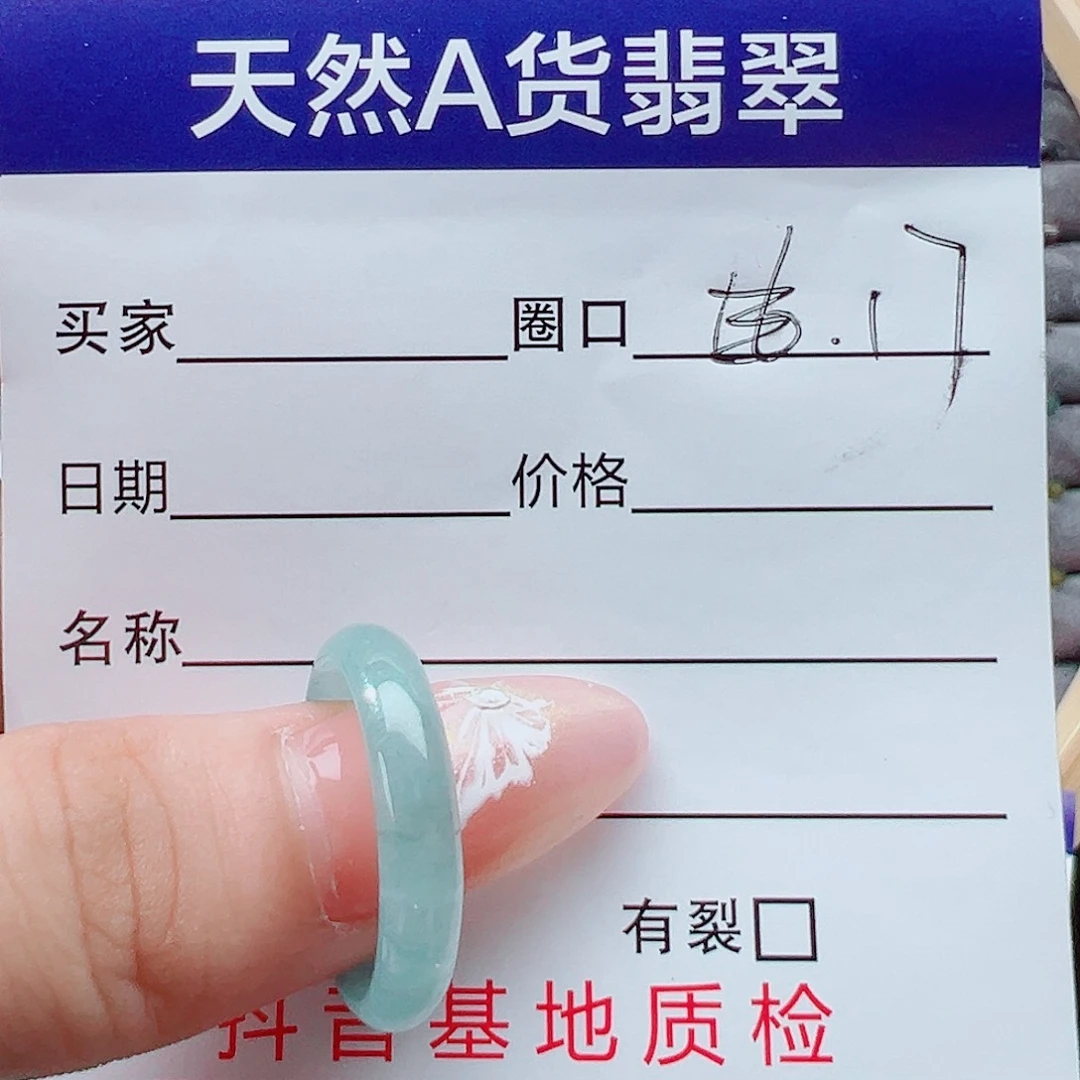 天然A货翡翠
买家 圈口 .17
日期 价格
名称
有裂□
抖音基地质检